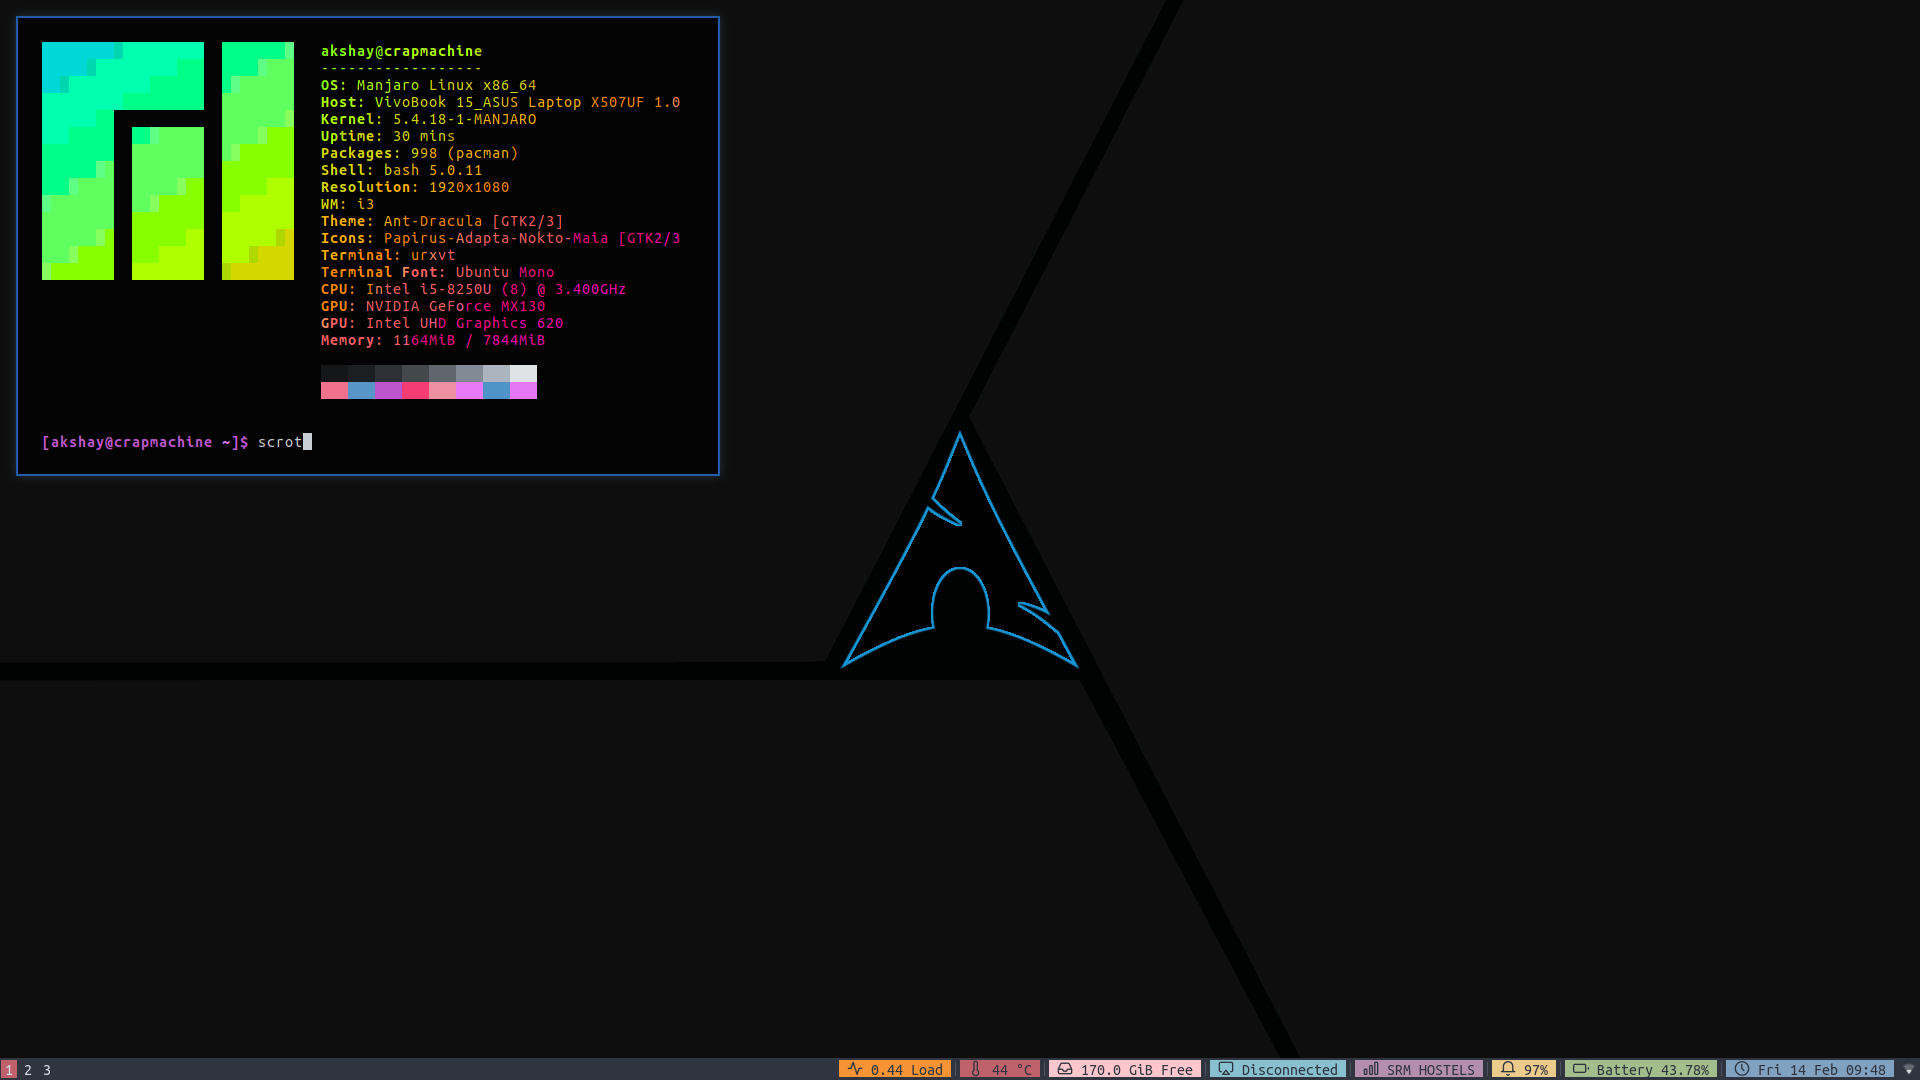 akshay@crapmachine
------------------
OS: Manjaro Linux x86_64
Host: VivoBook 15_ASUS Laptop X507UF 1.0
Kernel: 5.4.18-1-MANJARO
Uptime: 30 mins
Packages: 998 (pacman)
Shell: bash 5.0.11
Resolution: 1920x1080
WM: i3
Theme: Ant-Dracula [GTK2/3]
Icons: Papirus-Adapta-Nokto-Maia [GTK2/3
Terminal: urxvt
Terminal Font: Ubuntu Mono
CPU: Intel i5-8250U (8) @ 3.400GHz
GPU: NVIDIA GeForce MX130
GPU: Intel UHD Graphics 620
Memory: 1164MiB / 7844MiB
[akshay@crapmachine ~]$ scrot
1 2 3 0.44 Load 44 °C 170.0 GiB Free Disconnected SRM HOSTELS 97% Battery 43.78% Fri 14 Feb 09:48